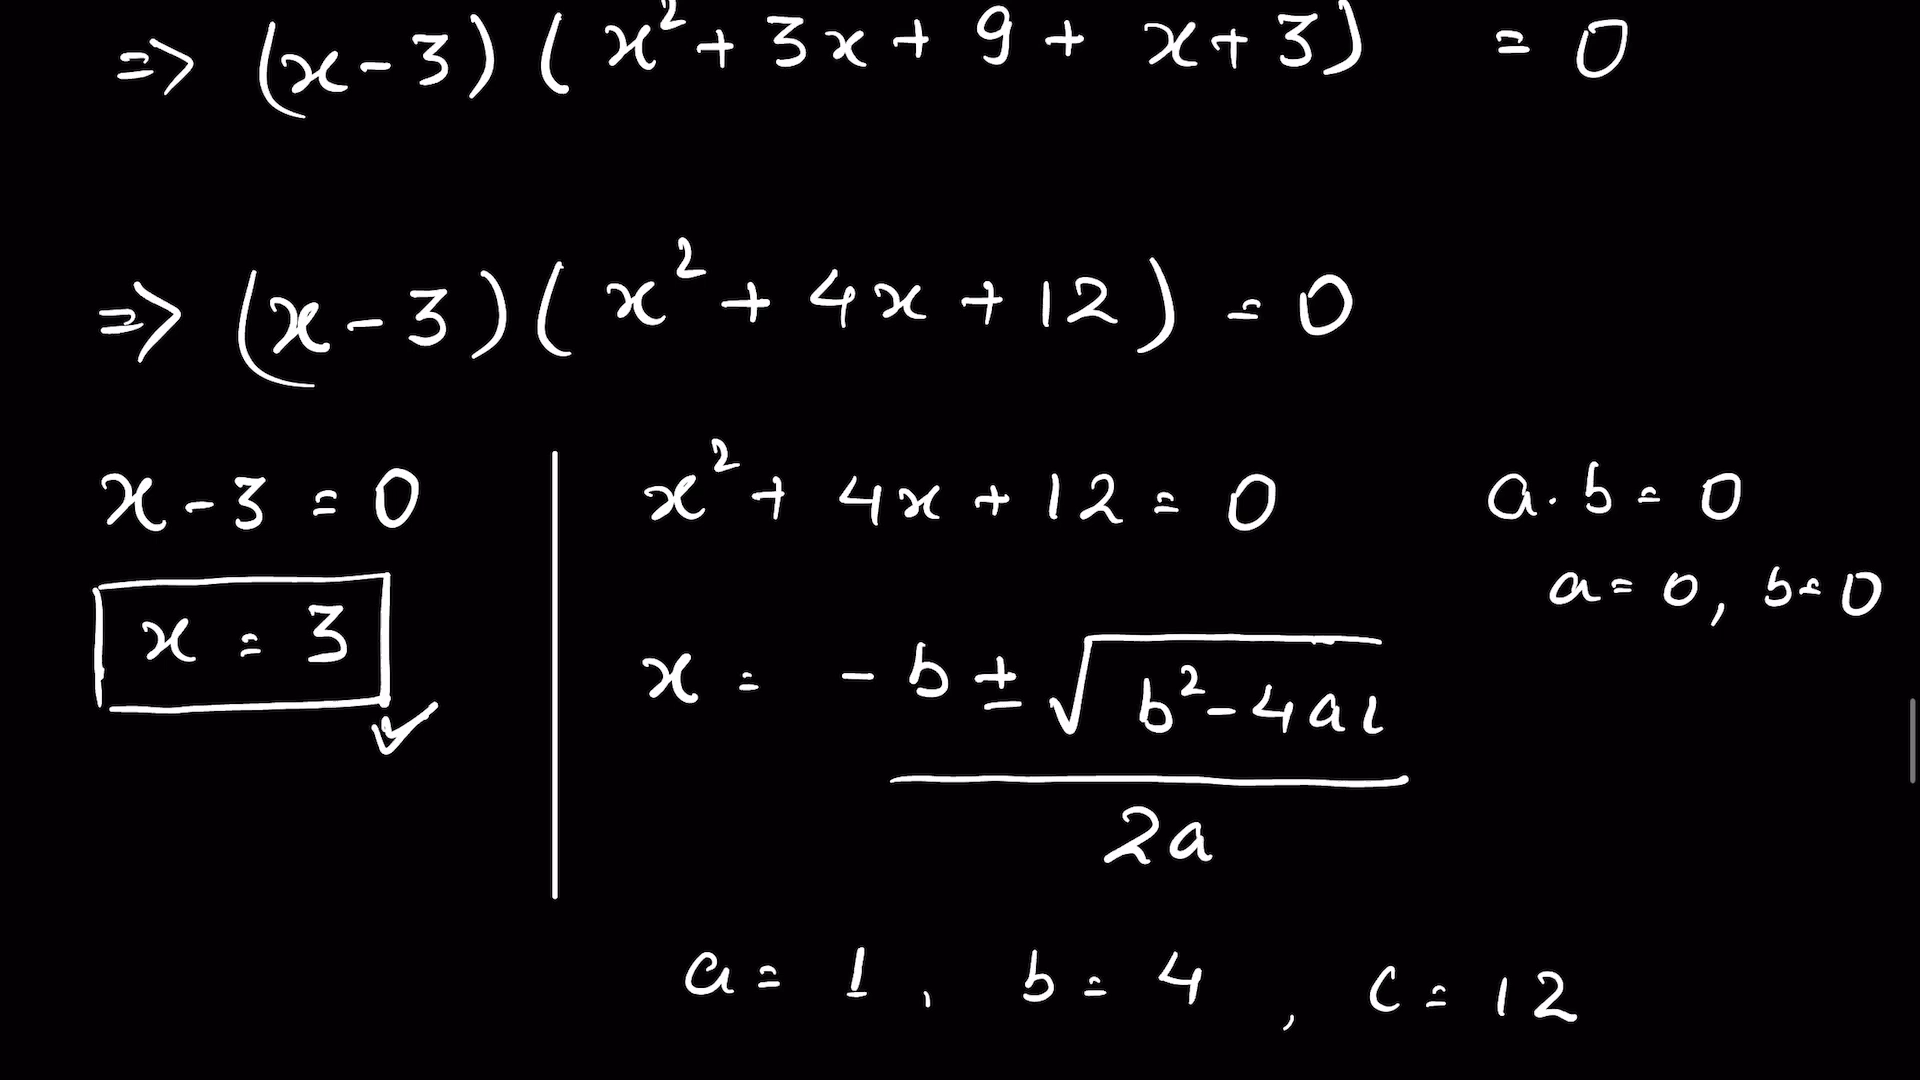 => (x-3) (x²+3x+9+x+3) = 0
=> (x-3) (x²+4x+12) = 0
x-3=0
x=3
x²+4x+12=0
x = -b±√b²-4ac
2a
a=1, b=4, c=12
a.b=0
a=0, b=0